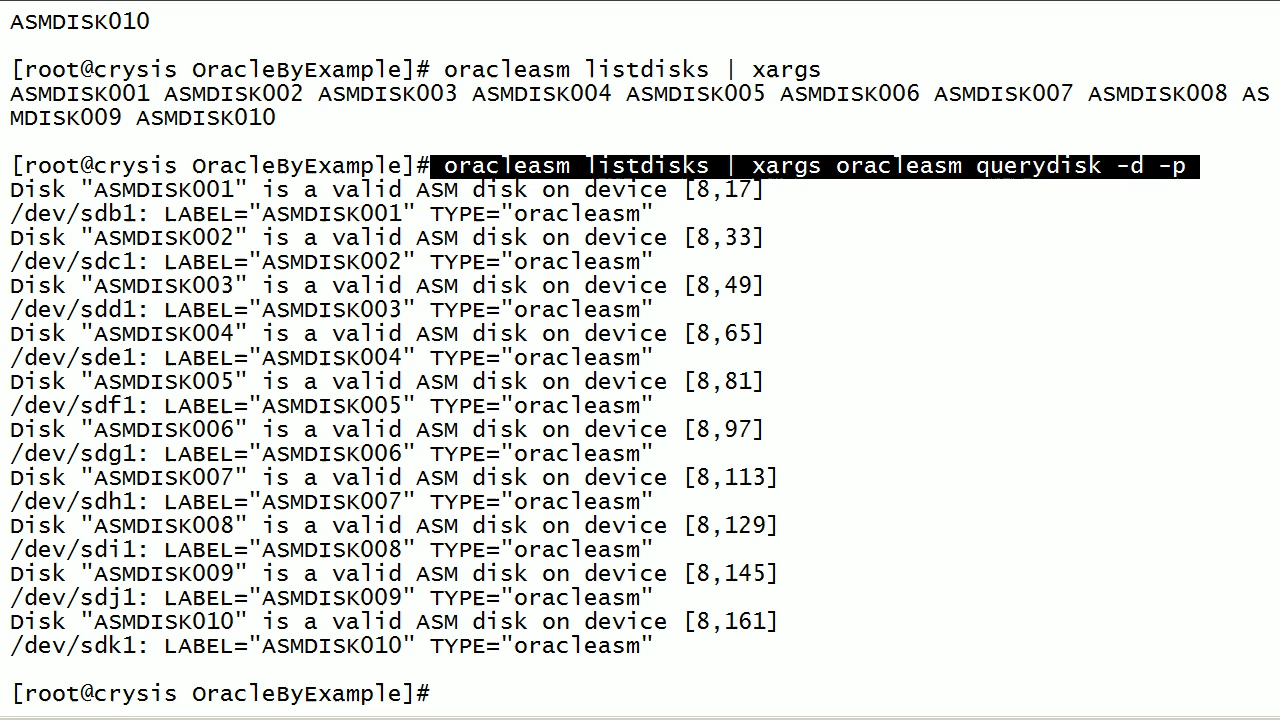 ASMDISK010
[root@crysis OracleByExample]# oracleasm listdisks | xargs
ASMDISK001 ASMDISK002 ASMDISK003 ASMDISK004 ASMDISK005 ASMDISK006 ASMDISK007 ASMDISK008 AS
MDISK009 ASMDISK010
[root@crysis OracleByExample]# oracleasm listdisks | xargs oracleasm querydisk -d -p
Disk "ASMDISK001" is a valid ASM disk on device [8,17]
/dev/sdb1: LABEL="ASMDISK001" TYPE="oracleasm"
Disk "ASMDISK002" is a valid ASM disk on device [8,33]
/dev/sdc1: LABEL="ASMDISK002" TYPE="oracleasm"
Disk "ASMDISK003" is a valid ASM disk on device [8,49]
/dev/sdd1: LABEL="ASMDISK003" TYPE="oracleasm"
Disk "ASMDISK004" is a valid ASM disk on device [8,65]
/dev/sde1: LABEL="ASMDISK004" TYPE="oracleasm"
Disk "ASMDISK005" is a valid ASM disk on device [8,81]
/dev/sdf1: LABEL="ASMDISK005" TYPE="oracleasm"
Disk "ASMDISK006" is a valid ASM disk on device [8,97]
/dev/sdg1: LABEL="ASMDISK006" TYPE="oracleasm"
Disk "ASMDISK007" is a valid ASM disk on device [8,113]
/dev/sdh1: LABEL="ASMDISK007" TYPE="oracleasm"
Disk "ASMDISK008" is a valid ASM disk on device [8,129]
/dev/sdi1: LABEL="ASMDISK008" TYPE="oracleasm"
Disk "ASMDISK009" is a valid ASM disk on device [8,145]
/dev/sdj1: LABEL="ASMDISK009" TYPE="oracleasm"
Disk "ASMDISK010" is a valid ASM disk on device [8,161]
/dev/sdk1: LABEL="ASMDISK010" TYPE="oracleasm"
[root@crysis OracleByExample]#